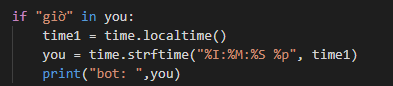 if "giờ" in you:
    time1 = time.localtime()
    you = time.strftime("%I:%M:%S %p", time1)
    print("bot: ",you)